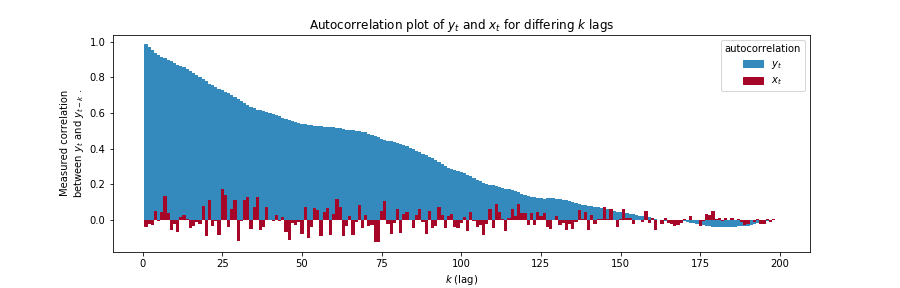 Autocorrelation plot of $y_t$ and $x_t$ for differing $k$ lags
autocorrelation
$y_t$
$x_t$
Measured correlation
between $y_t$ and $y_{t-k}$ .
1.0
0.8
0.6
0.4
0.2
0.0
0 25 50 75 100 125 150 175 200
$k$ (lag)